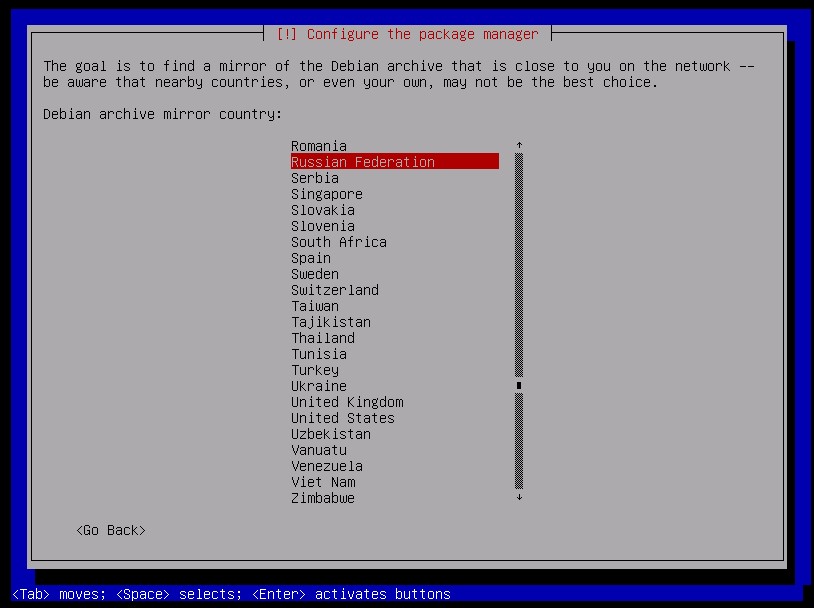 [!] Configure the package manager
The goal is to find a mirror of the Debian archive that is close to you on the network --
be aware that nearby countries, or even your own, may not be the best choice.
Debian archive mirror country:
Romania
Russian Federation
Serbia
Singapore
Slovakia
Slovenia
South Africa
Spain
Sweden
Switzerland
Taiwan
Tajikistan
Thailand
Tunisia
Turkey
Ukraine
United Kingdom
United States
Uzbekistan
Vanuatu
Venezuela
Viet Nam
Zimbabwe
<Go Back>
<Tab> moves; <Space> selects; <Enter> activates buttons